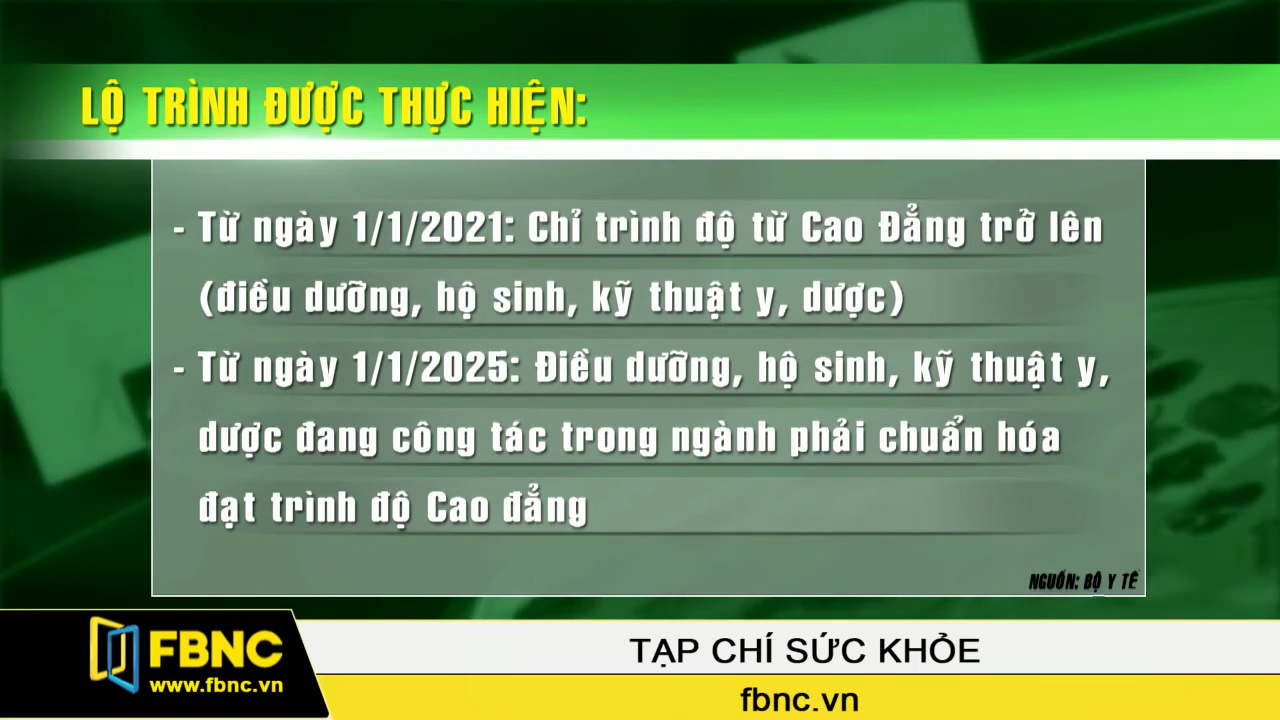 LỘ TRÌNH ĐƯỢC THỰC HIỆN:
- Từ ngày 1/1/2021: Chỉ trình độ từ Cao Đẳng trở lên
(điều dưỡng, hộ sinh, kỹ thuật y, dược)
- Từ ngày 1/1/2025: Điều dưỡng, hộ sinh, kỹ thuật y,
dược đang công tác trong ngành phải chuẩn hóa
đạt trình độ Cao đẳng
NGUỒN: BỘ Y TẾ
FBNC
www.fbnc.vn
TẠP CHÍ SỨC KHỎE
fbnc.vn